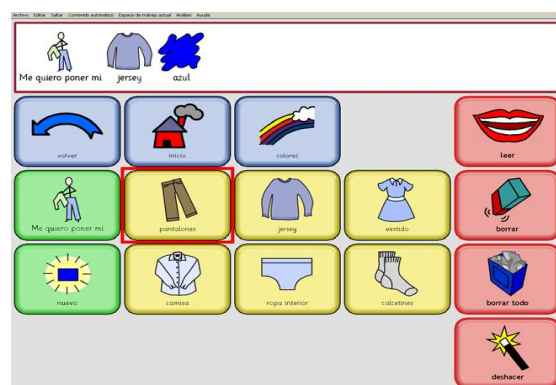 Archivo Editar Saltar Contenido automático Espacio de trabajo actual Análisis Ayuda
Me quiero poner mi jersey azul
volver inicio colores leer
Me quiero poner mi pantalones jersey vestido borrar
nuevo camisa ropa interior calcetines borrar todo
deshacer